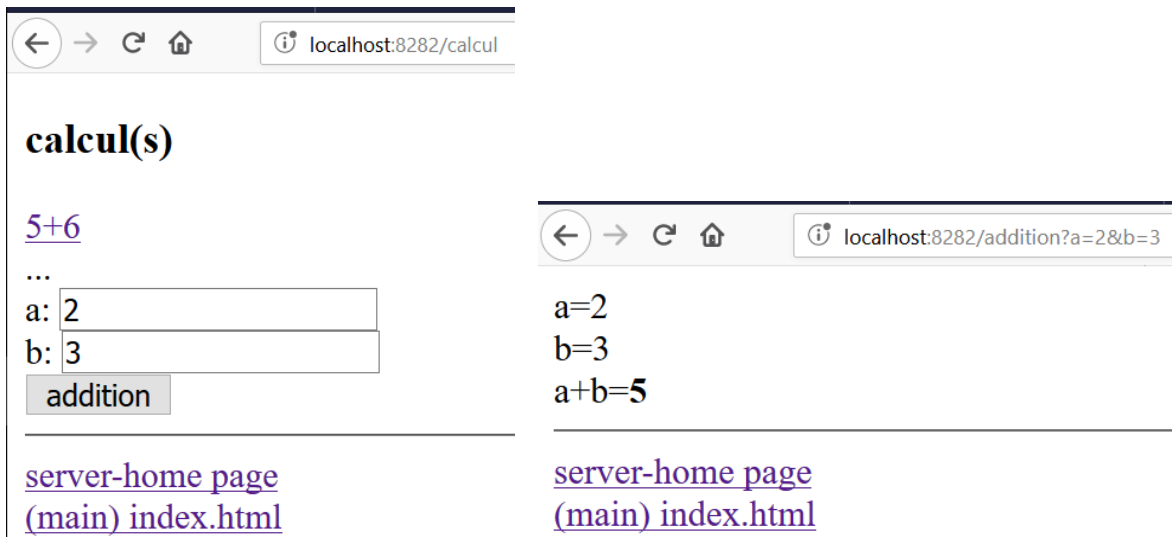 localhost:8282/calcul
calcul(s)
5+6
...
a: 2
b: 3
addition
server-home page
(main) index.html
localhost:8282/addition?a=2&b=3
a=2
b=3
a+b=5
server-home page
(main) index.html